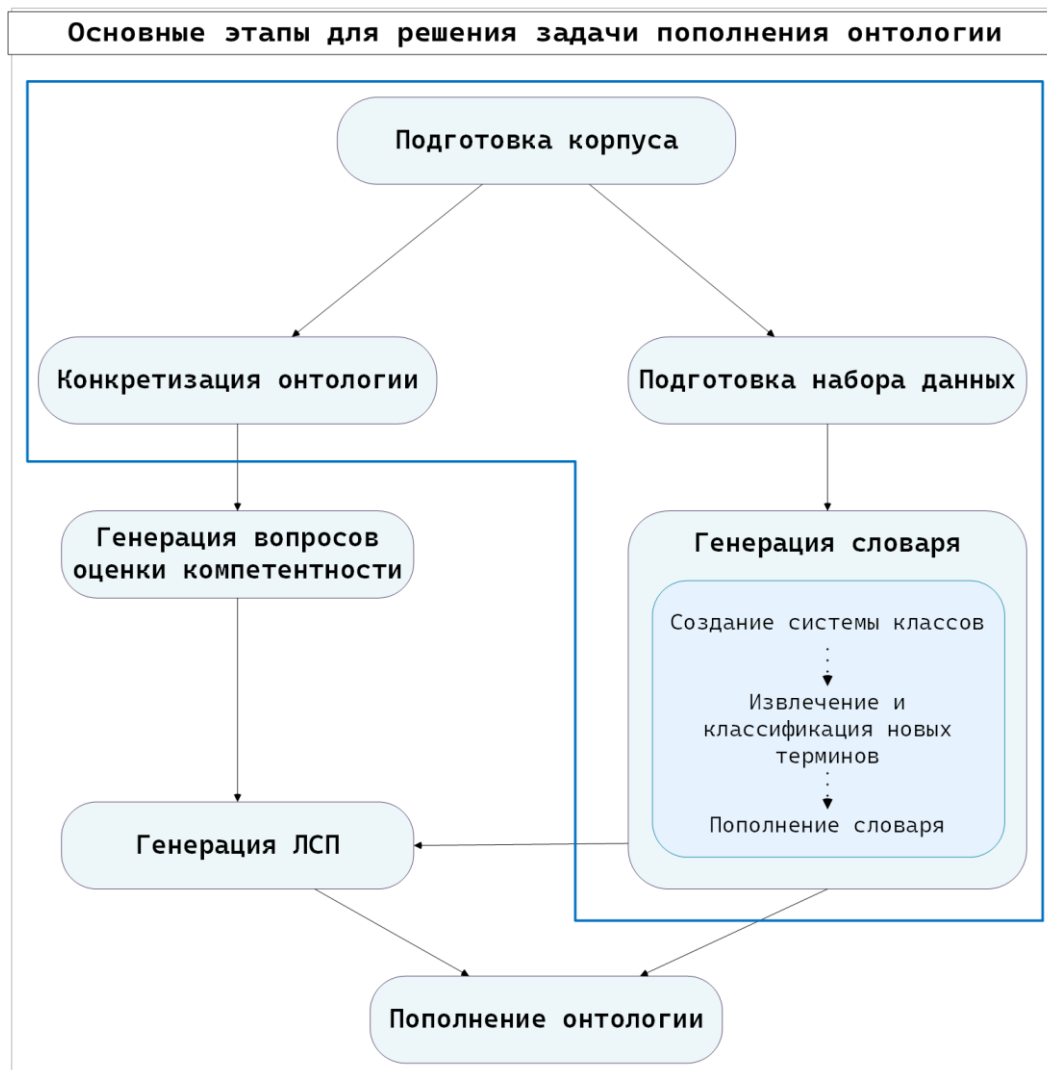 Основные этапы для решения задачи пополнения онтологии
Подготовка корпуса
Конкретизация онтологии
Подготовка набора данных
Генерация вопросов
оценки компетентности
Генерация словаря
Создание системы классов
Извлечение и
классификация новых
терминов
Пополнение словаря
Генерация ЛСП
Пополнение онтологии